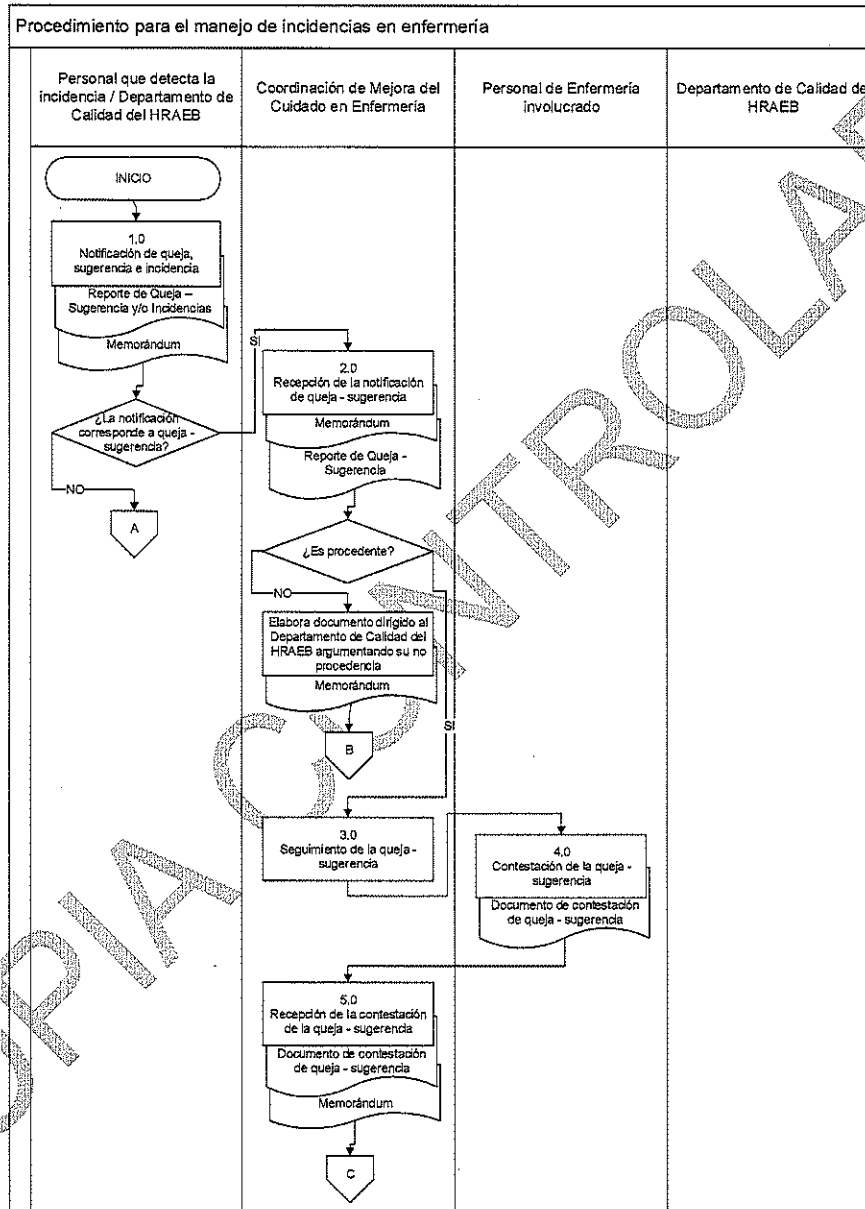 Procedimiento para el manejo de incidencias en enfermería
Personal que detecta la
incidencia / Departamento de
Calidad del HRAEB
Coordinación de Mejora del
Cuidado en Enfermería
Personal de Enfermería
involucrado
Departamento de Calidad de
HRAEB
INICIO
1.0
Notificación de queja,
sugerencia e incidencia
Reporte de Queja –
Sugerencia y/o Incidencias
Memorándum
¿La notificación
corresponde a queja -
sugerencia?
SI
NO
A
2.0
Recepción de la notificación
de queja - sugerencia
Memorándum
Reporte de Queja -
Sugerencia
¿Es procedente?
NO
Elabora documento dirigido al
Departamento de Calidad del
HRAEB argumentando su no
procedencia
Memorándum
SI
B
3.0
Seguimiento de la queja -
sugerencia
4.0
Contestación de la queja -
sugerencia
Documento de contestación
de queja - sugerencia
5.0
Recepción de la contestación
de la queja - sugerencia
Documento de contestación
de queja - sugerencia
Memorándum
C
OPIA CONTROLA